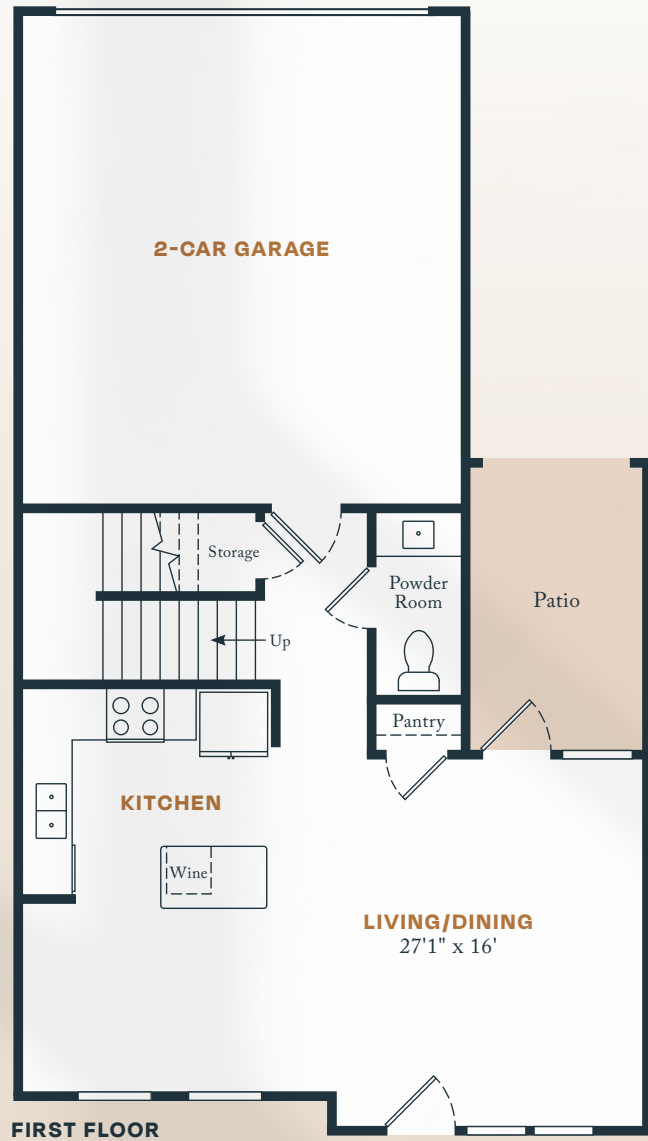 2-CAR GARAGE
Storage
Powder
Room
Patio
Up
Pantry
KITCHEN
Wine
LIVING/DINING
27'1" x 16'
FIRST FLOOR